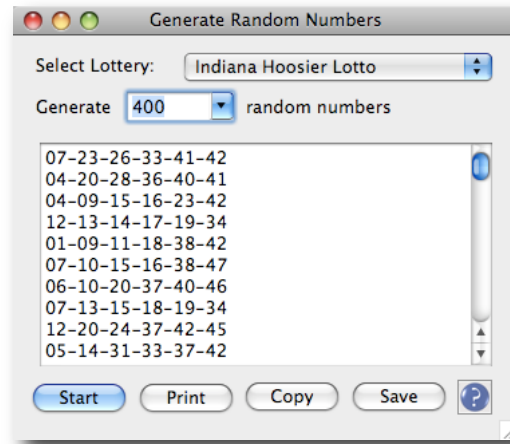 Generate Random Numbers
Select Lottery: Indiana Hoosier Lotto
Generate 400 random numbers
07-23-26-33-41-42
04-20-28-36-40-41
04-09-15-16-23-42
12-13-14-17-19-34
01-09-11-18-38-42
07-10-15-16-38-47
06-10-20-37-40-46
07-13-15-18-19-34
12-20-24-37-42-45
05-14-31-33-37-42
Start Print Copy Save ?